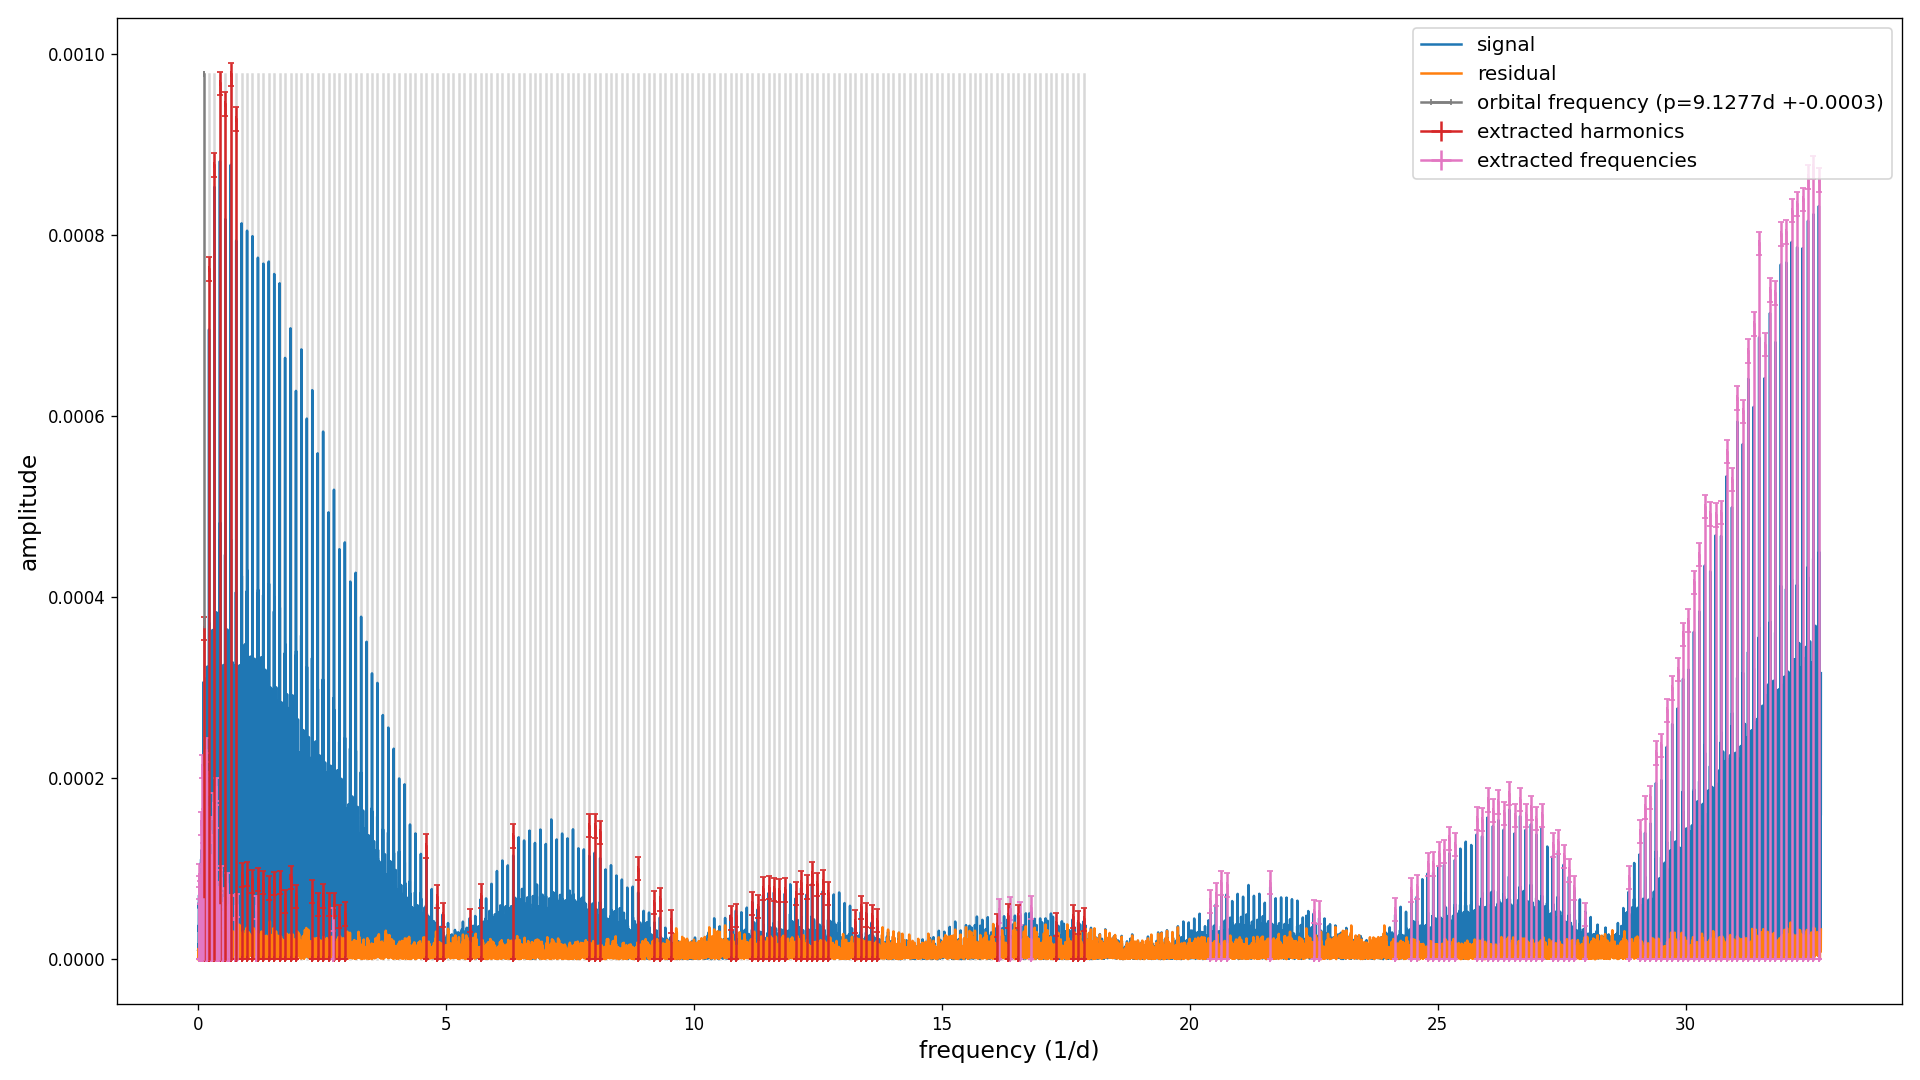 signal
residual
orbital frequency (p=9.1277d +-0.0003)
extracted harmonics
extracted frequencies
amplitude
0.0010
0.0008
0.0006
0.0004
0.0002
0.0000
0 5 10 15 20 25 30
frequency (1/d)